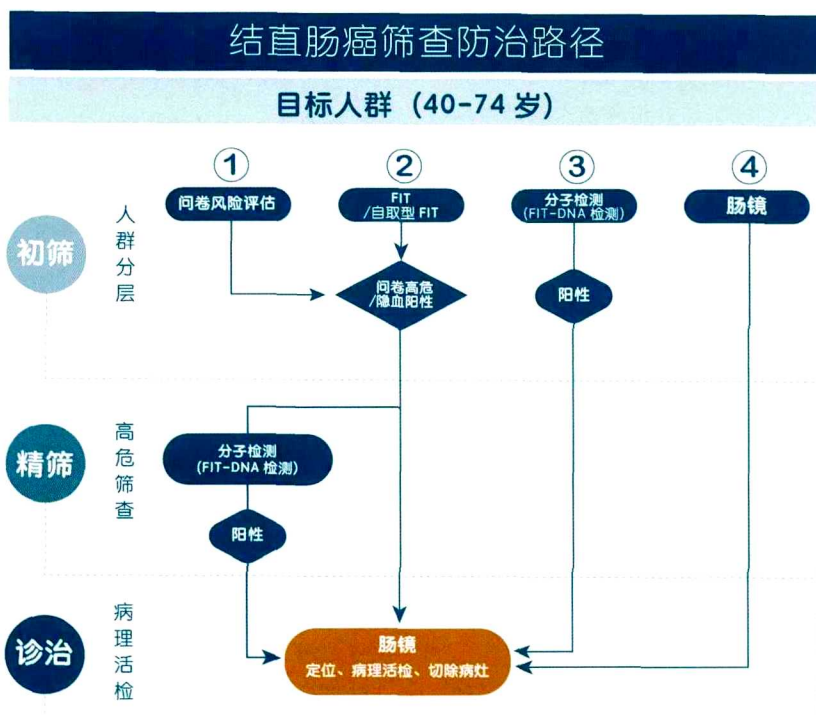 结直肠癌筛查防治路径
目标人群 (40-74 岁)
① ② ③ ④
问卷风险评估
FIT
/自取型 FIT
分子检测
(FIT-DNA 检测)
肠镜
初筛
人群分层
问卷高危
/隐血阳性
阳性
精筛
高危筛查
分子检测
(FIT-DNA 检测)
阳性
诊治
病理活检
肠镜
定位、病理活检、切除病灶